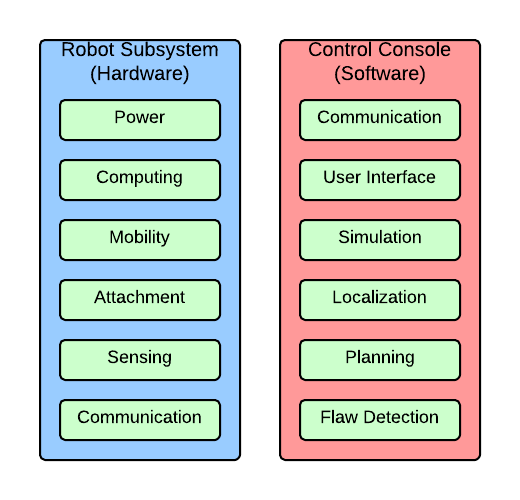 Robot Subsystem
(Hardware)
Power
Computing
Mobility
Attachment
Sensing
Communication
Control Console
(Software)
Communication
User Interface
Simulation
Localization
Planning
Flaw Detection